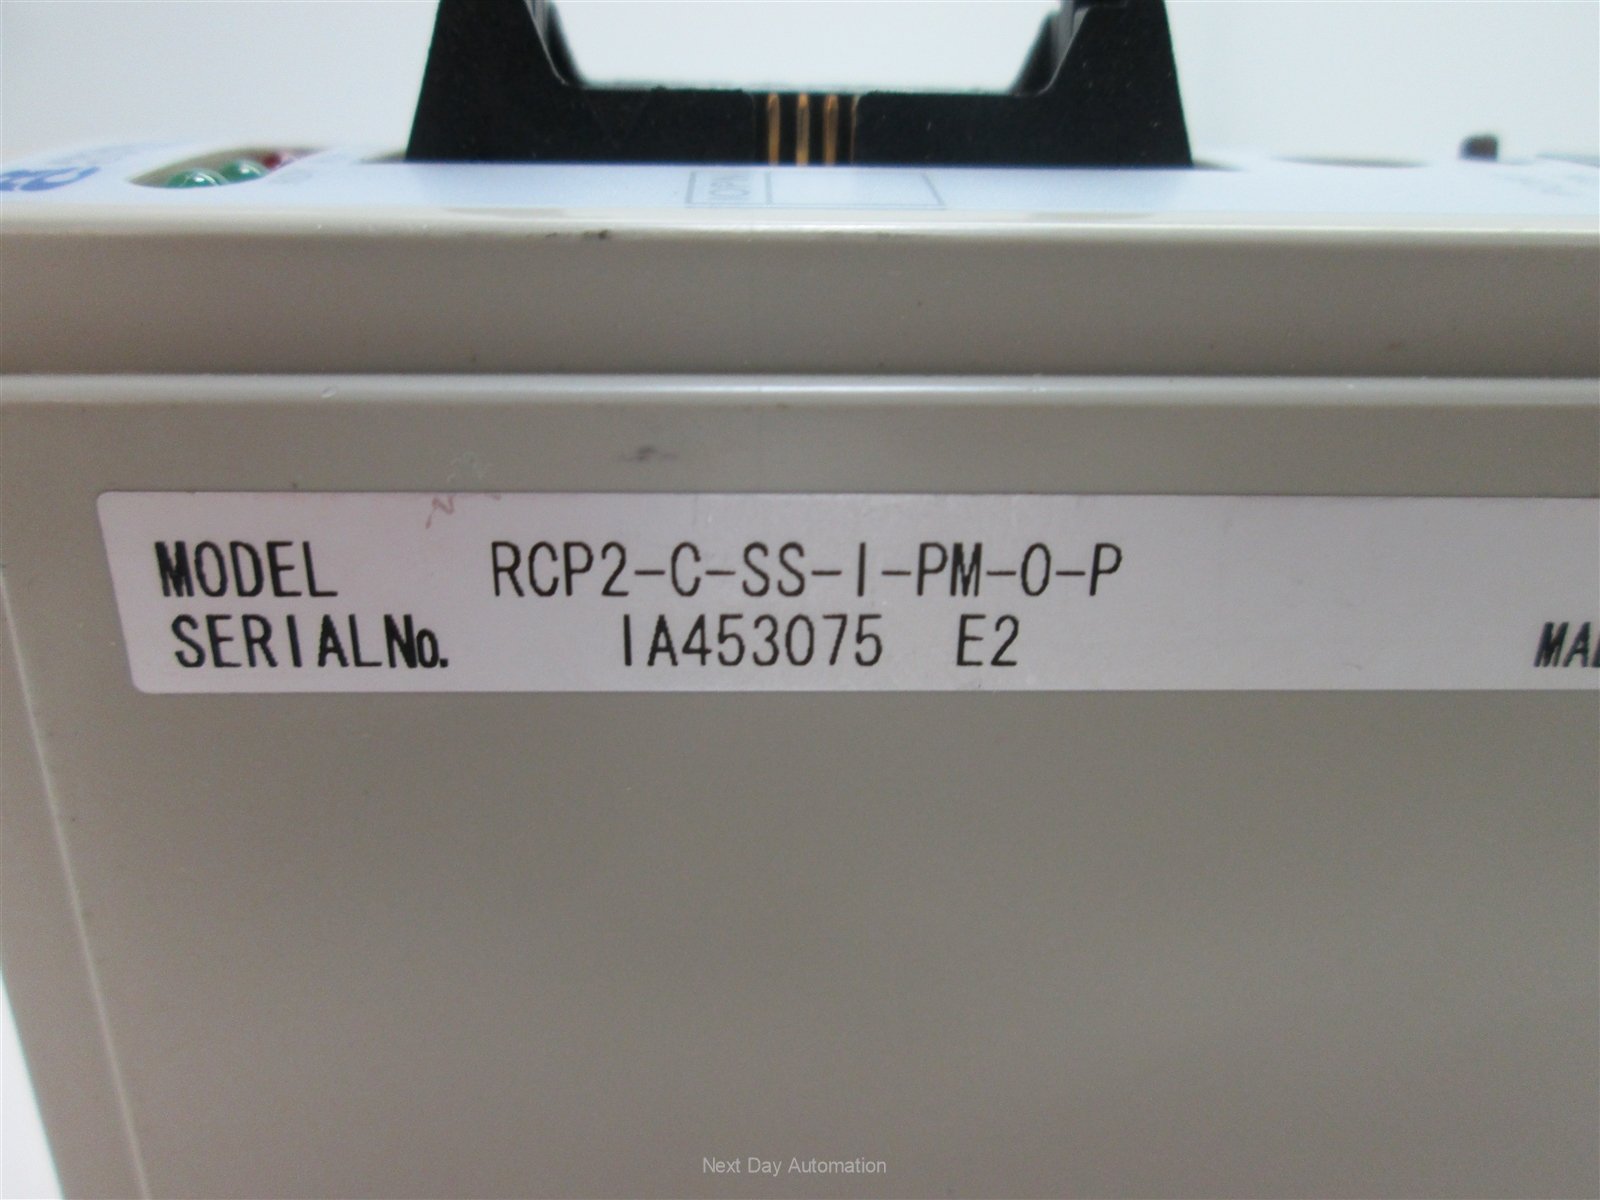 MODEL RCP2-C-SS-I-PM-0-P
SERIALNo. IA453075 E2
Next Day Automation